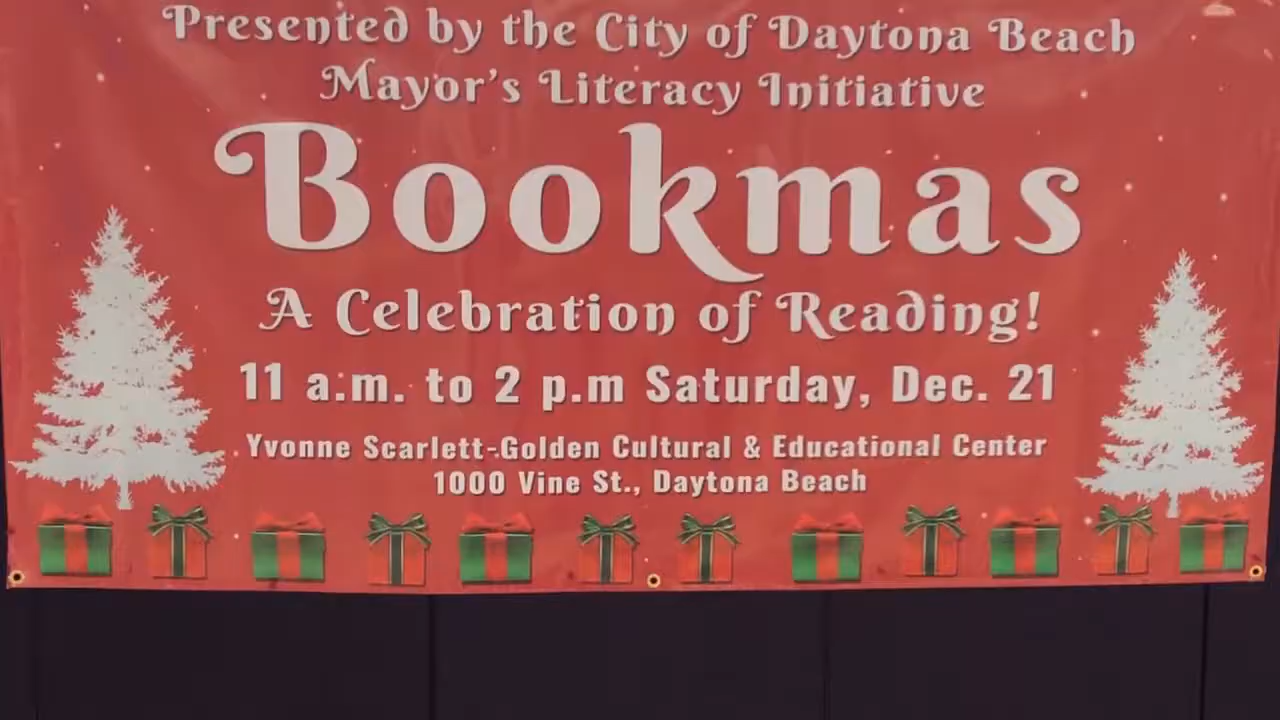 Presented by the City of Daytona Beach
Mayor's Literacy Initiative
Bookmas
A Celebration of Reading!
11 a.m. to 2 p.m Saturday, Dec. 21
Yvonne Scarlett-Golden Cultural & Educational Center
1000 Vine St., Daytona Beach